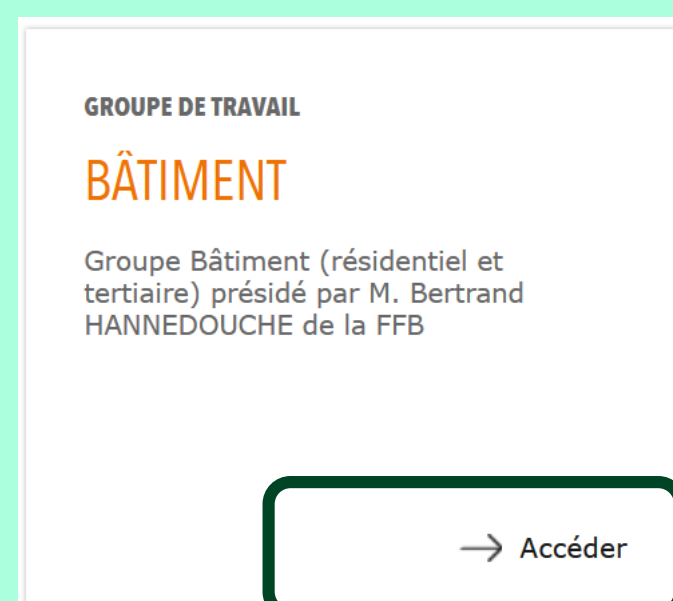 GROUPE DE TRAVAIL
BÂTIMENT
Groupe Bâtiment (résidentiel et
tertiaire) présidé par M. Bertrand
HANNEDOUCHE de la FFB
Accéder